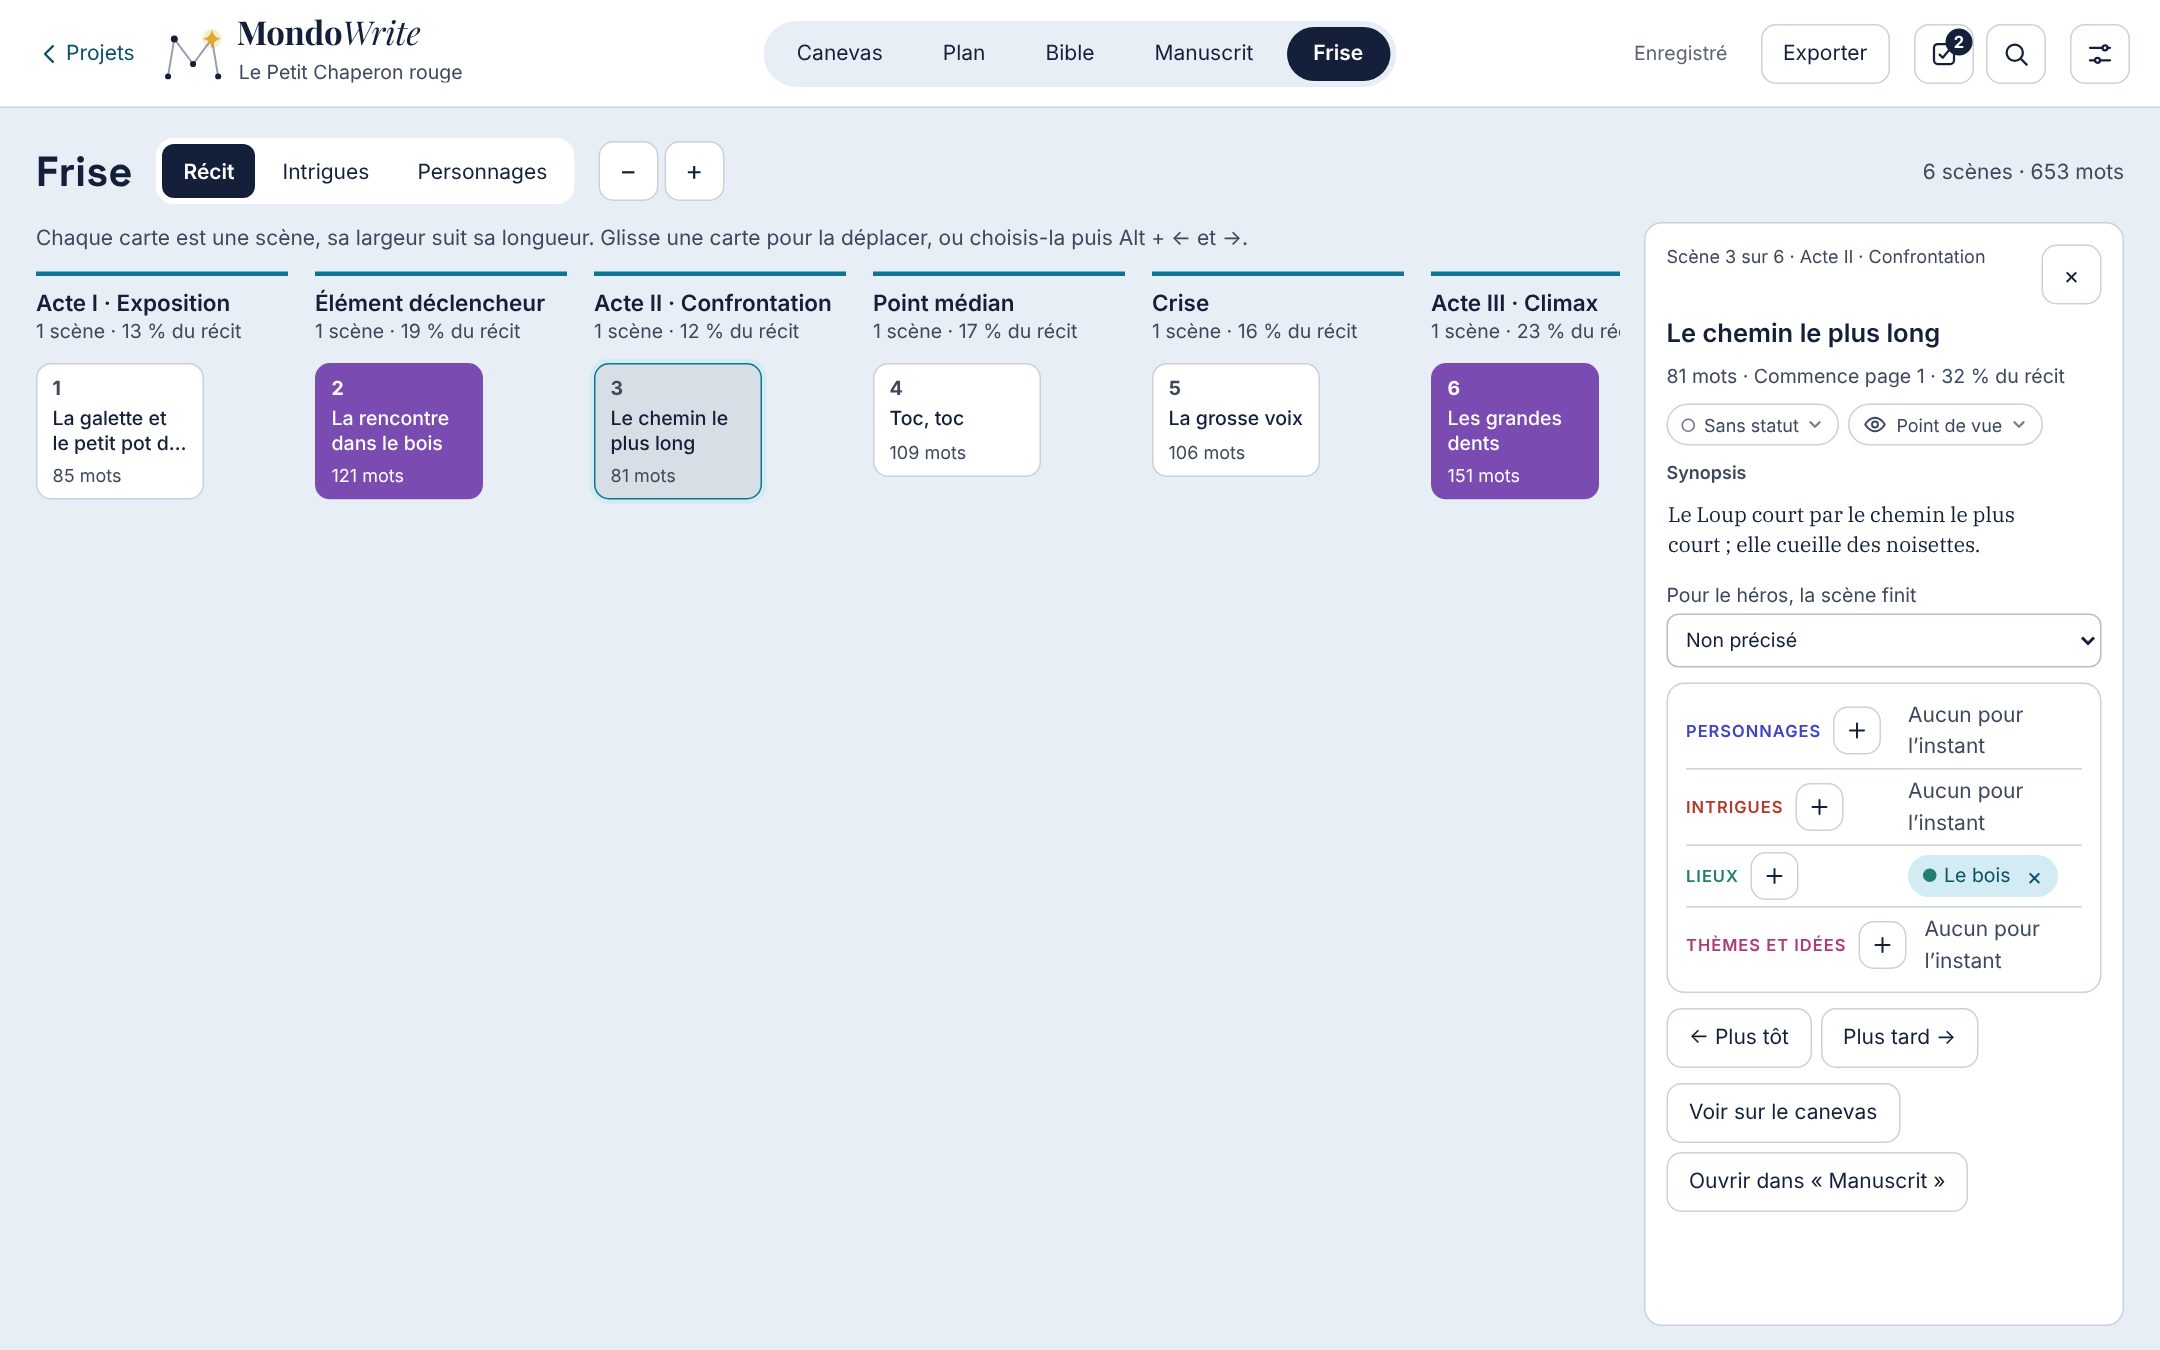 Projets
MondoWrite
Le Petit Chaperon rouge
Canevas
Plan
Bible
Manuscrit
Frise
Enregistré
Exporter
2
Frise
Récit
Intrigues
Personnages
−
+
6 scènes · 653 mots
Chaque carte est une scène, sa largeur suit sa longueur. Glisse une carte pour la déplacer, ou choisis-la puis Alt + ← et →.
Acte I · Exposition
1 scène · 13 % du récit
1
La galette et
le petit pot d…
85 mots
Élément déclencheur
1 scène · 19 % du récit
2
La rencontre
dans le bois
121 mots
Acte II · Confrontation
1 scène · 12 % du récit
3
Le chemin le
plus long
81 mots
Point médian
1 scène · 17 % du récit
4
Toc, toc
109 mots
Crise
1 scène · 16 % du récit
5
La grosse voix
106 mots
Acte III · Climax
1 scène · 23 % du
6
Les grandes
dents
151 mots
Scène 3 sur 6 · Acte II · Confrontation
×
Le chemin le plus long
81 mots · Commence page 1 · 32 % du récit
Sans statut
Point de vue
Synopsis
Le Loup court par le chemin le plus
court ; elle cueille des noisettes.
Pour le héros, la scène finit
Non précisé
PERSONNAGES
+
Aucun pour
l’instant
INTRIGUES
+
Aucun pour
l’instant
LIEUX
+
Le bois ×
THÈMES ET IDÉES
+
Aucun pour
l’instant
← Plus tôt
Plus tard →
Voir sur le canevas
Ouvrir dans « Manuscrit »